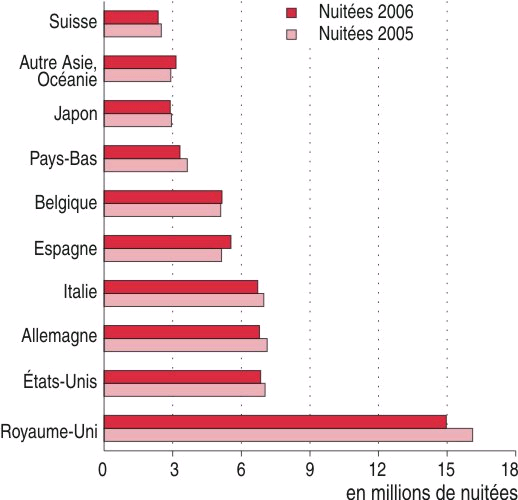 Nuitées 2006
Nuitées 2005
Suisse
Autre Asie,
Océanie
Japon
Pays-Bas
Belgique
Espagne
Italie
Allemagne
États-Unis
Royaume-Uni
0 3 6 9 12 15 18
en millions de nuitées